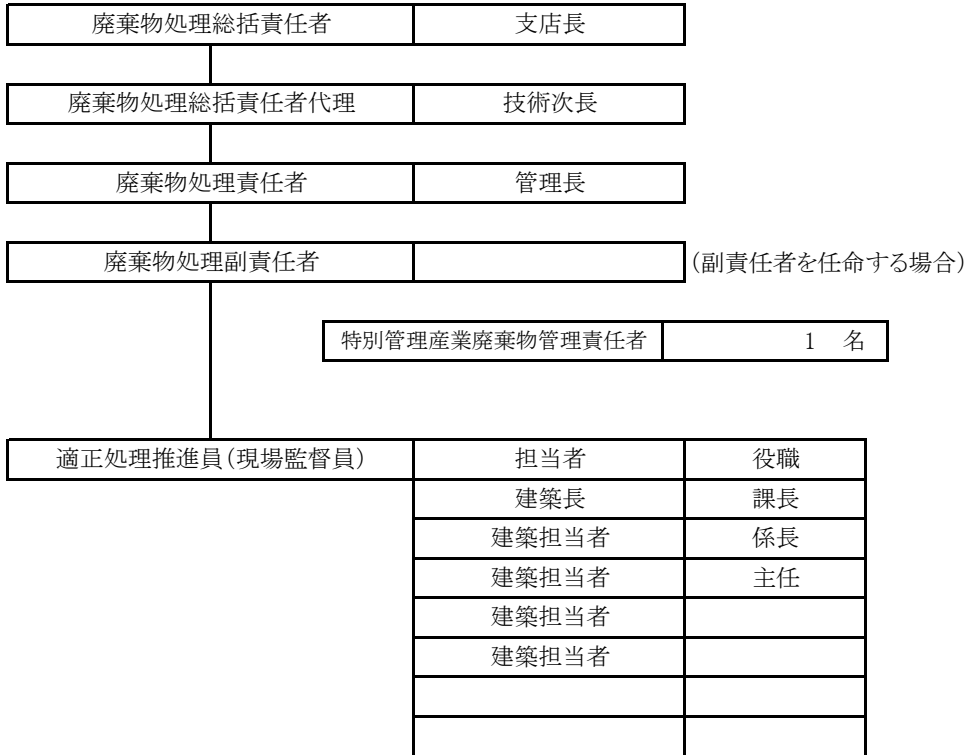 廃棄物処理総括責任者 支店長
廃棄物処理総括責任者代理 技術次長
廃棄物処理責任者 管理長
廃棄物処理副責任者 (副責任者を任命する場合)
特別管理産業廃棄物管理責任者 1 名
適正処理推進員(現場監督員) 担当者 役職
建築長 課長
建築担当者 係長
建築担当者 主任
建築担当者
建築担当者